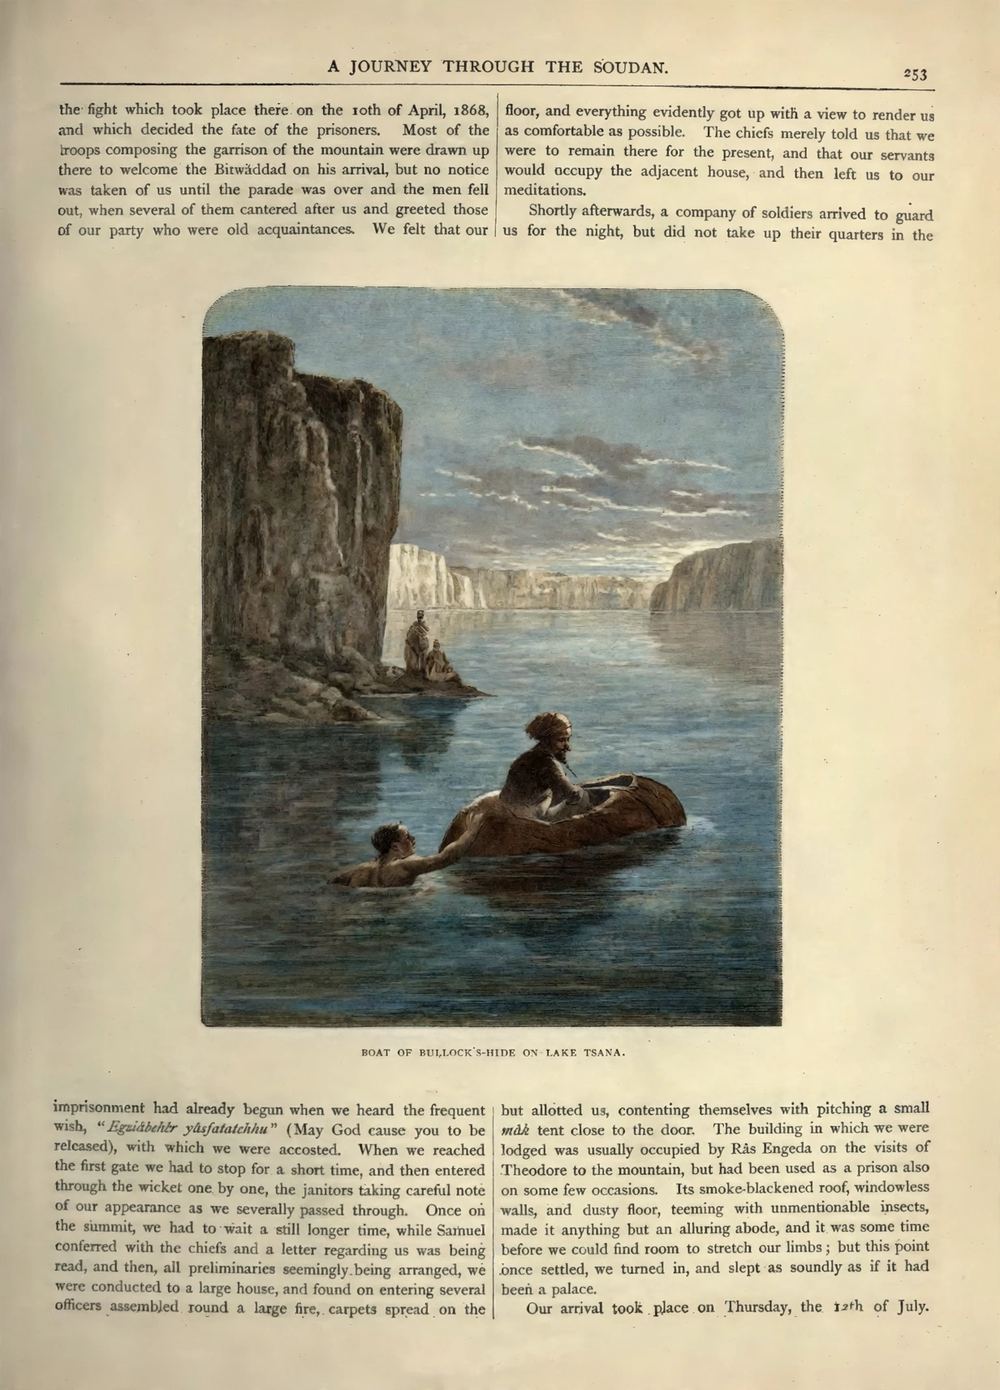 A JOURNEY THROUGH THE SOUDAN.
253
the fight which took place there on the 10th of April, 1868,
and which decided the fate of the prisoners. Most of the
troops composing the garrison of the mountain were drawn up
there to welcome the Bitwäddad on his arrival, but no notice
was taken of us until the parade was over and the men fell
out, when several of them cantered after us and greeted those
of our party who were old acquaintances. We felt that our
floor, and everything evidently got up with a view to render us
as comfortable as possible. The chiefs merely told us that we
were to remain there for the present, and that our servants
would occupy the adjacent house, and then left us to our
meditations.
Shortly afterwards, a company of soldiers arrived to guard
us for the night, but did not take up their quarters in the
BOAT OF BULLOCK'S-HIDE ON LAKE TSANA.
imprisonment had already begun when we heard the frequent
wish, "Egziâbehêr yâsfatatchhu" (May God cause you to be
released), with which we were accosted. When we reached
the first gate we had to stop for a short time, and then entered
through the wicket one by one, the janitors taking careful note
of our appearance as we severally passed through. Once on
the summit, we had to wait a still longer time, while Samuel
conferred with the chiefs and a letter regarding us was being
read, and then, all preliminaries seemingly being arranged, we
were conducted to a large house, and found on entering several
officers assembled round a large fire, carpets spread on the
but allotted us, contenting themselves with pitching a small
mâk tent close to the door. The building in which we were
lodged was usually occupied by Râs Engeda on the visits of
Theodore to the mountain, but had been used as a prison also
on some few occasions. Its smoke-blackened roof, windowless
walls, and dusty floor, teeming with unmentionable insects,
made it anything but an alluring abode, and it was some time
before we could find room to stretch our limbs; but this point
once settled, we turned in, and slept as soundly as if it had
been a palace.
Our arrival took place on Thursday, the 12th of July.